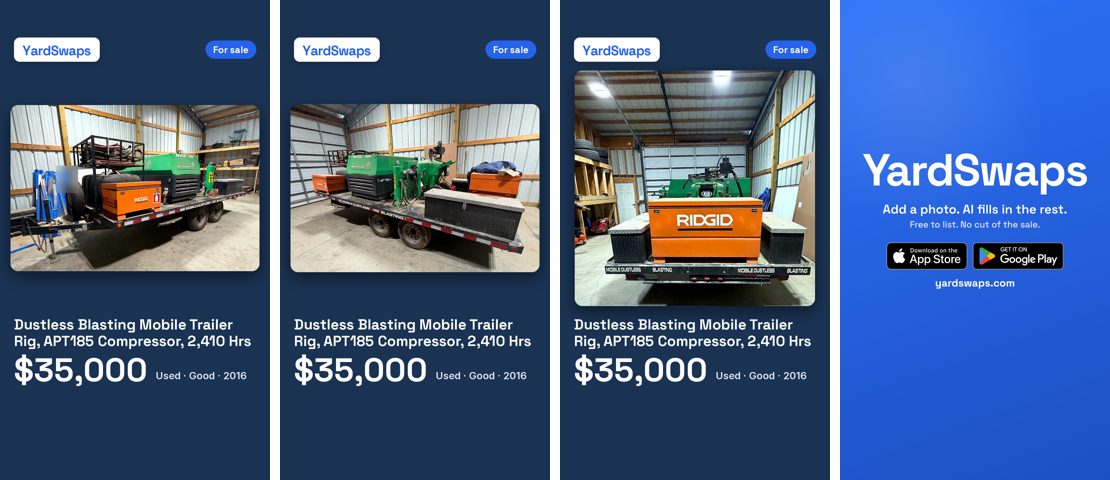 YardSwaps
For sale
RIDGID
Dustless Blasting Mobile Trailer
Rig, APT185 Compressor, 2,410 Hrs
$35,000
Used · Good · 2016
YardSwaps
For sale
BLASTING
Dustless Blasting Mobile Trailer
Rig, APT185 Compressor, 2,410 Hrs
$35,000
Used · Good · 2016
YardSwaps
For sale
RIDGID
MOBILE DUSTLESS BLASTING MOBILE DUSTLESS BLASTING
Dustless Blasting Mobile Trailer
Rig, APT185 Compressor, 2,410 Hrs
$35,000
Used · Good · 2016
YardSwaps
Add a photo. AI fills in the rest.
Free to list. No cut of the sale.
Download on the
App Store
GET IT ON
Google Play
yardswaps.com